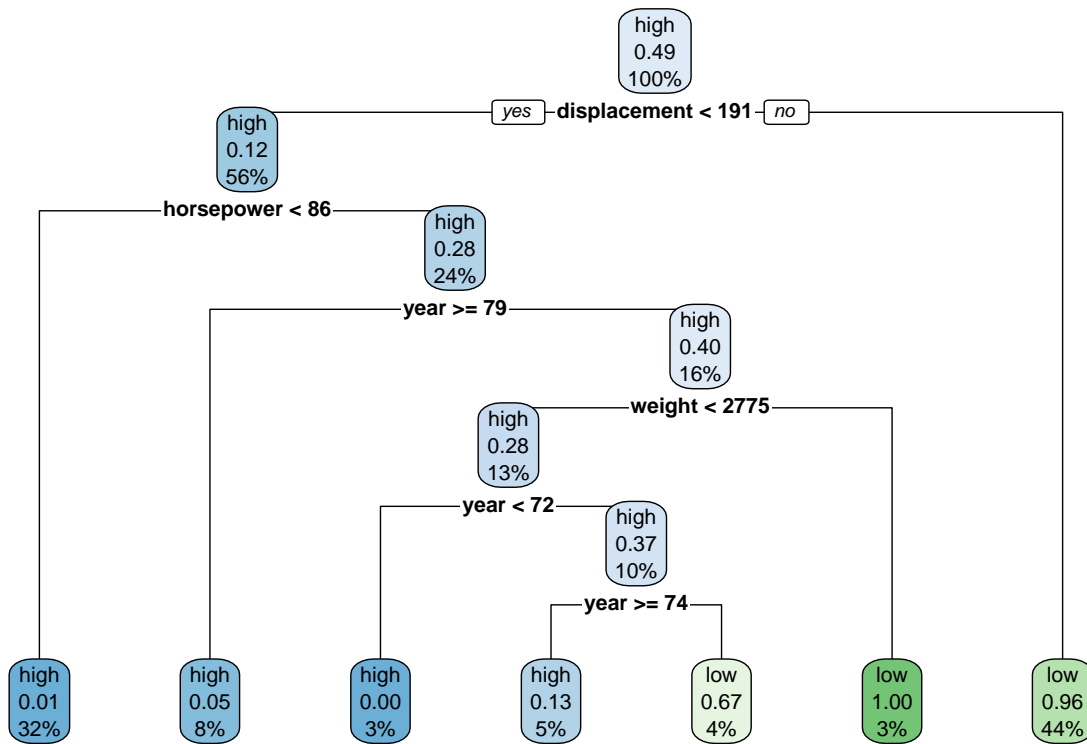 high
0.49
100%
yes displacement < 191 no
high
0.12
56%
horsepower < 86
high
0.28
24%
year >= 79
high
0.40
16%
weight < 2775
high
0.28
13%
year < 72
high
0.37
10%
year >= 74
high
0.01
32%
high
0.05
8%
high
0.00
3%
high
0.13
5%
low
0.67
4%
low
1.00
3%
low
0.96
44%